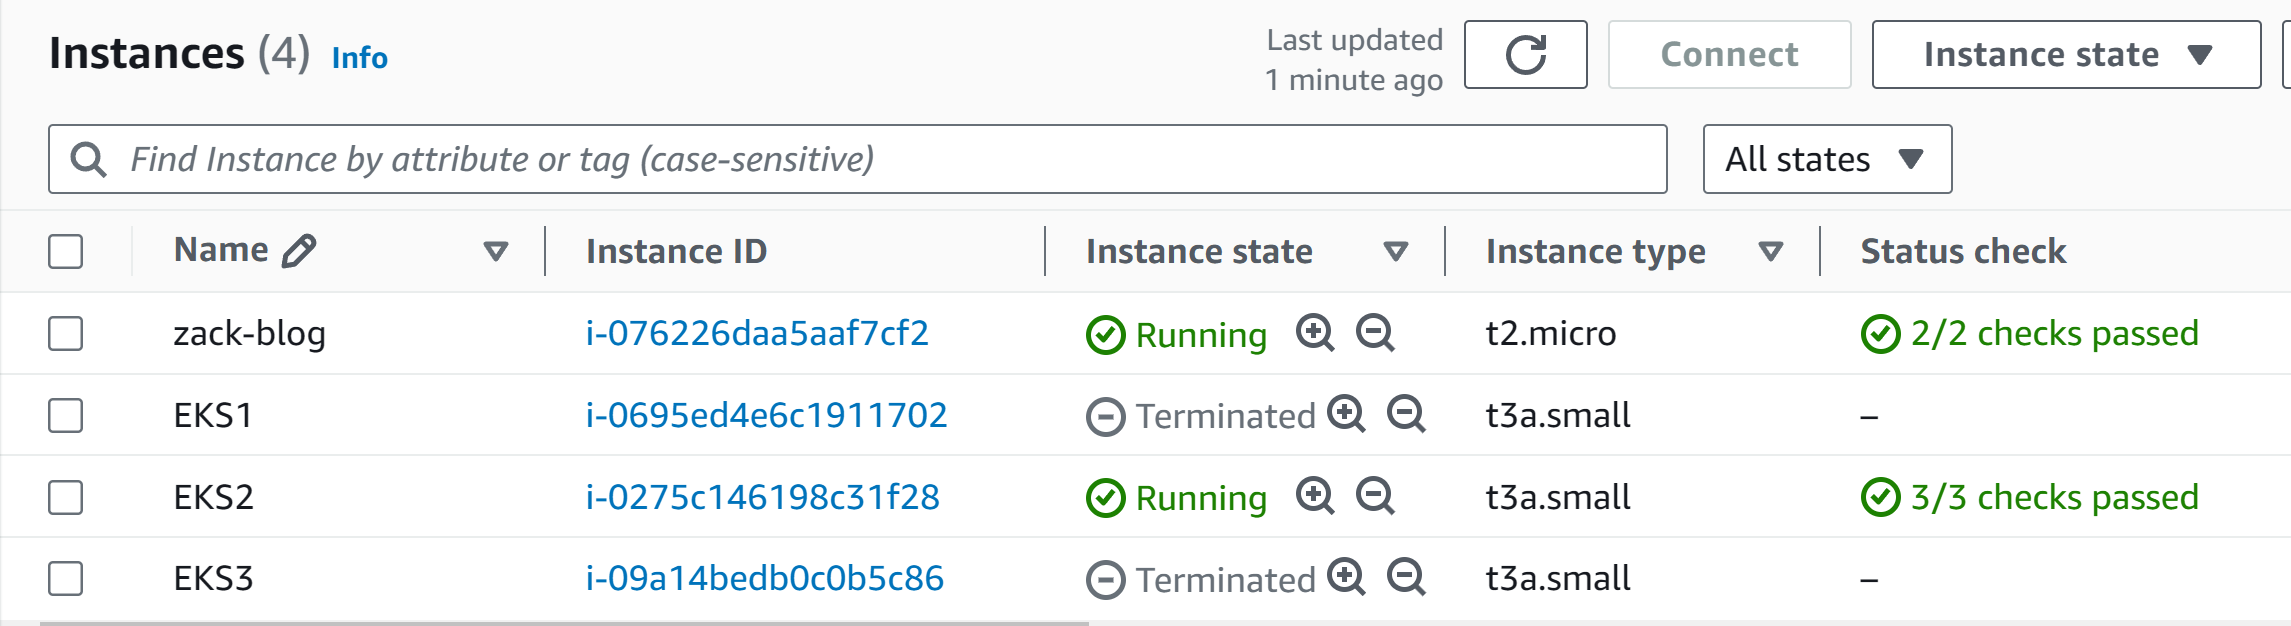 Instances (4) Info
Last updated
1 minute ago
Connect
Instance state
Find Instance by attribute or tag (case-sensitive)
All states
Name Instance ID Instance state Instance type Status check
zack-blog i-076226daa5aaf7cf2 Running t2.micro 2/2 checks passed
EKS1 i-0695ed4e6c1911702 Terminated t3a.small –
EKS2 i-0275c146198c31f28 Running t3a.small 3/3 checks passed
EKS3 i-09a14bedb0c0b5c86 Terminated t3a.small –